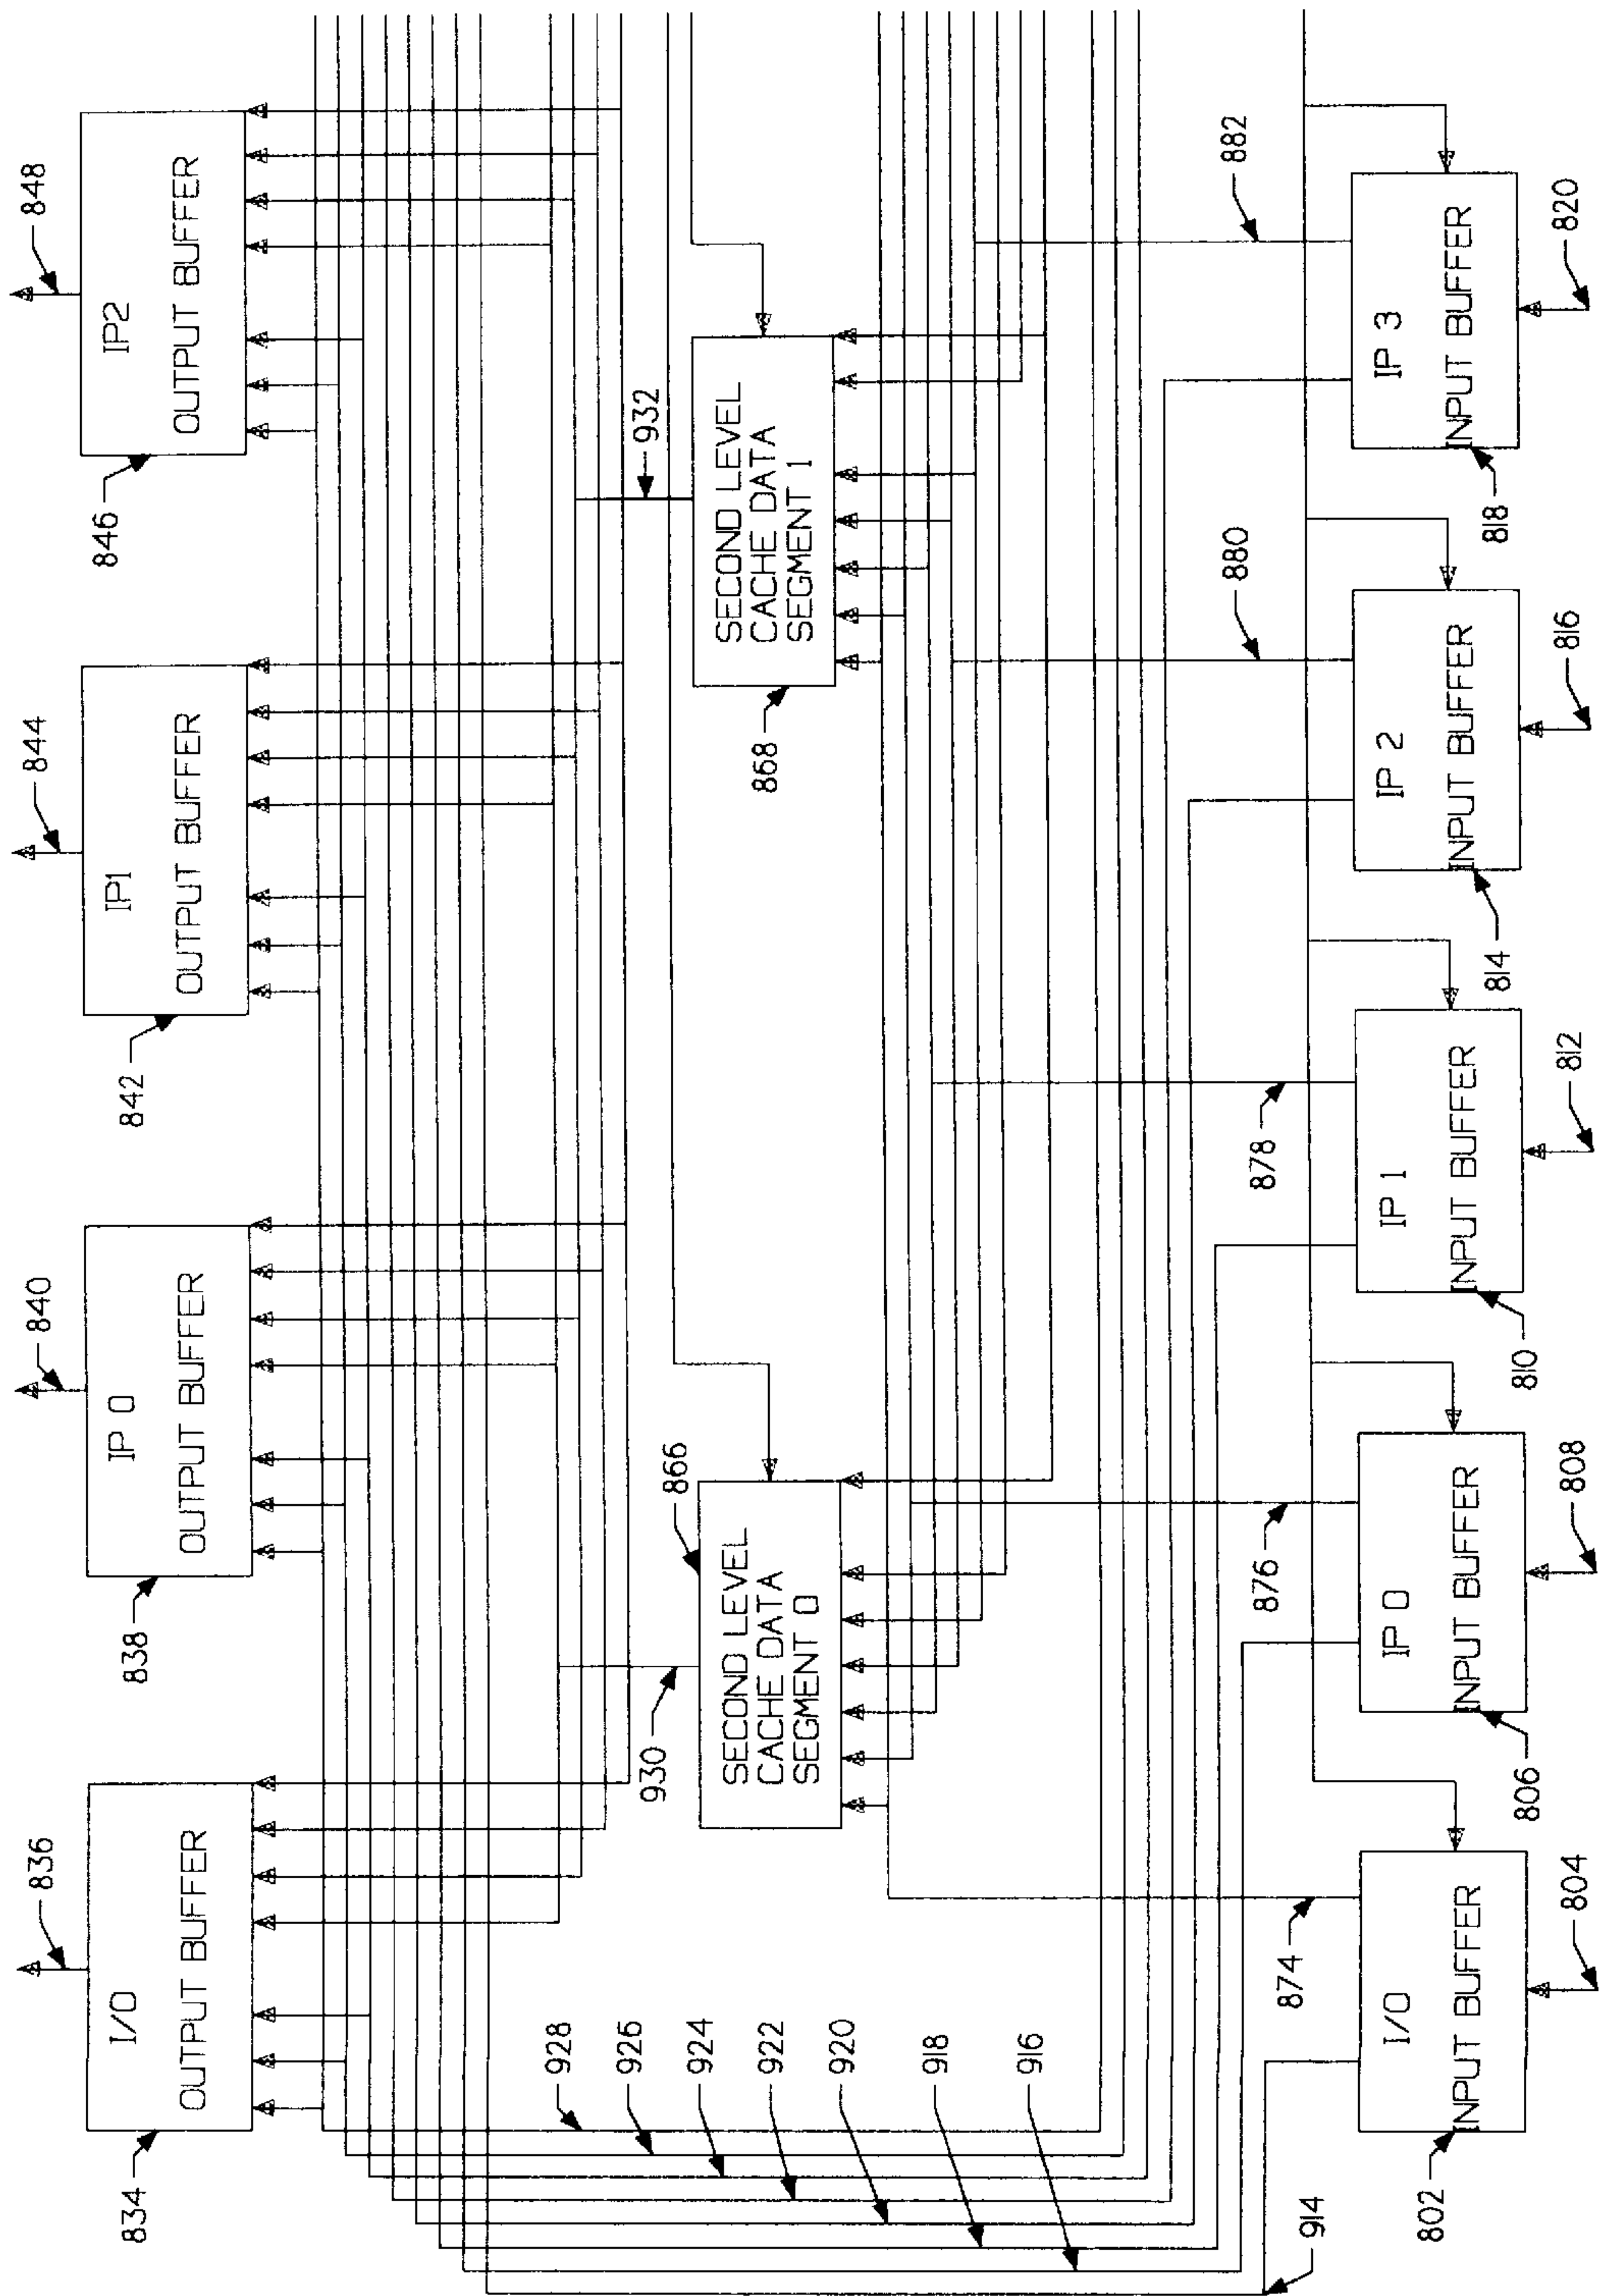 836
840
844
848
I/O
OUTPUT BUFFER
IP 0
OUTPUT BUFFER
IP1
OUTPUT BUFFER
IP2
OUTPUT BUFFER
834
838
842
846
928
926
924
922
920
918
916
930
866
932
SECOND LEVEL
CACHE DATA
SEGMENT 0
SECOND LEVEL
CACHE DATA
SEGMENT 1
868
874
876
878
880
882
914
I/O
INPUT BUFFER
IP 0
INPUT BUFFER
IP 1
INPUT BUFFER
IP 2
INPUT BUFFER
IP 3
INPUT BUFFER
802
806
810
814
818
804
808
812
816
820